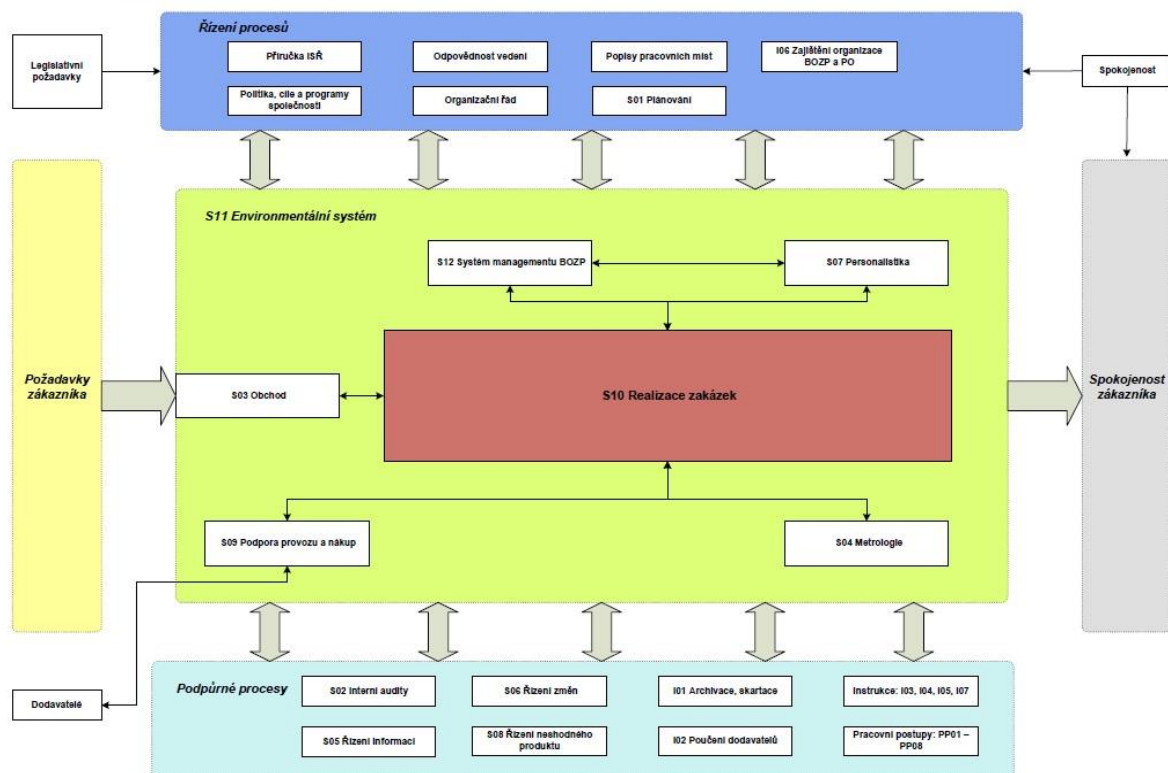 Řízení procesů
Legislativní
požadavky
Příručka ISŘ
Odpovědnost vedení
Popisy pracovních míst
I06 Zajištění organizace
BOZP a PO
Spokojenost
Politika, cíle a programy
společnosti
Organizační řád
S01 Plánování
S11 Environmentální systém
S12 Systém managementu BOZP
S07 Personalistika
Požadavky
zákazníka
S03 Obchod
S10 Realizace zakázek
Spokojenost
zákazníka
S09 Podpora provozu a nákup
S04 Metrologie
Podpůrné procesy
Dodavatelé
S02 Interní audity
S06 Řízení změn
I01 Archivace, skartace
Instrukce: I03, I04, I05, I07
S05 Řízení informací
S08 Řízení neshodného
produktu
I02 Poučení dodavatelů
Pracovní postupy: PP01 –
PP08